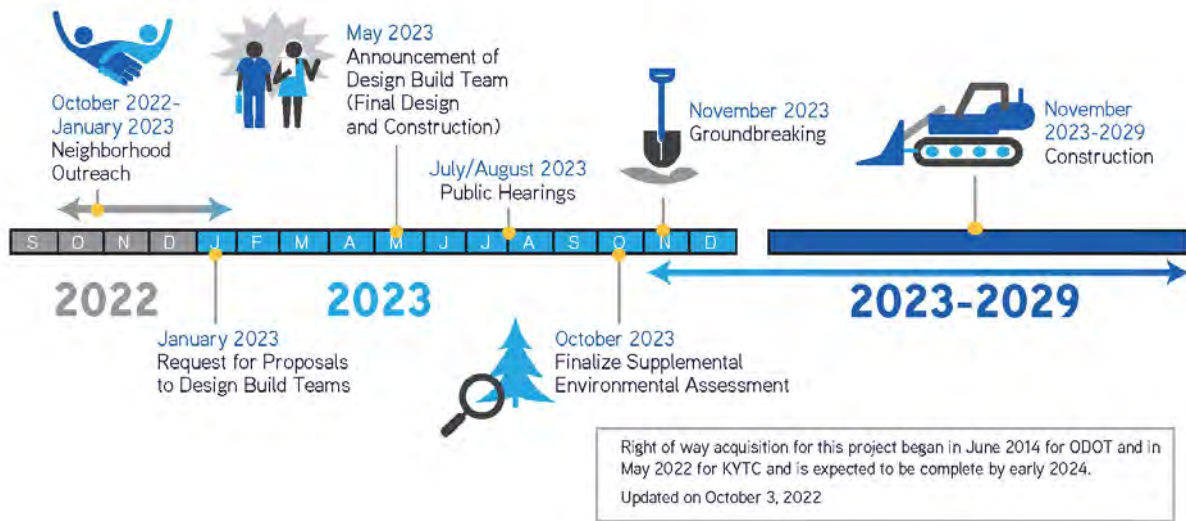 October 2022-
January 2023
Neighborhood
Outreach
May 2023
Announcement of
Design Build Team
(Final Design
and Construction)
July/August 2023
Public Hearings
November 2023
Groundbreaking
November
2023-2029
Construction
S O N D J F M A M J J A S O N D
2022
2023
2023-2029
January 2023
Request for Proposals
to Design Build Teams
October 2023
Finalize Supplemental
Environmental Assessment
Right of way acquisition for this project began in June 2014 for ODOT and in
May 2022 for KYTC and is expected to be complete by early 2024.
Updated on October 3, 2022